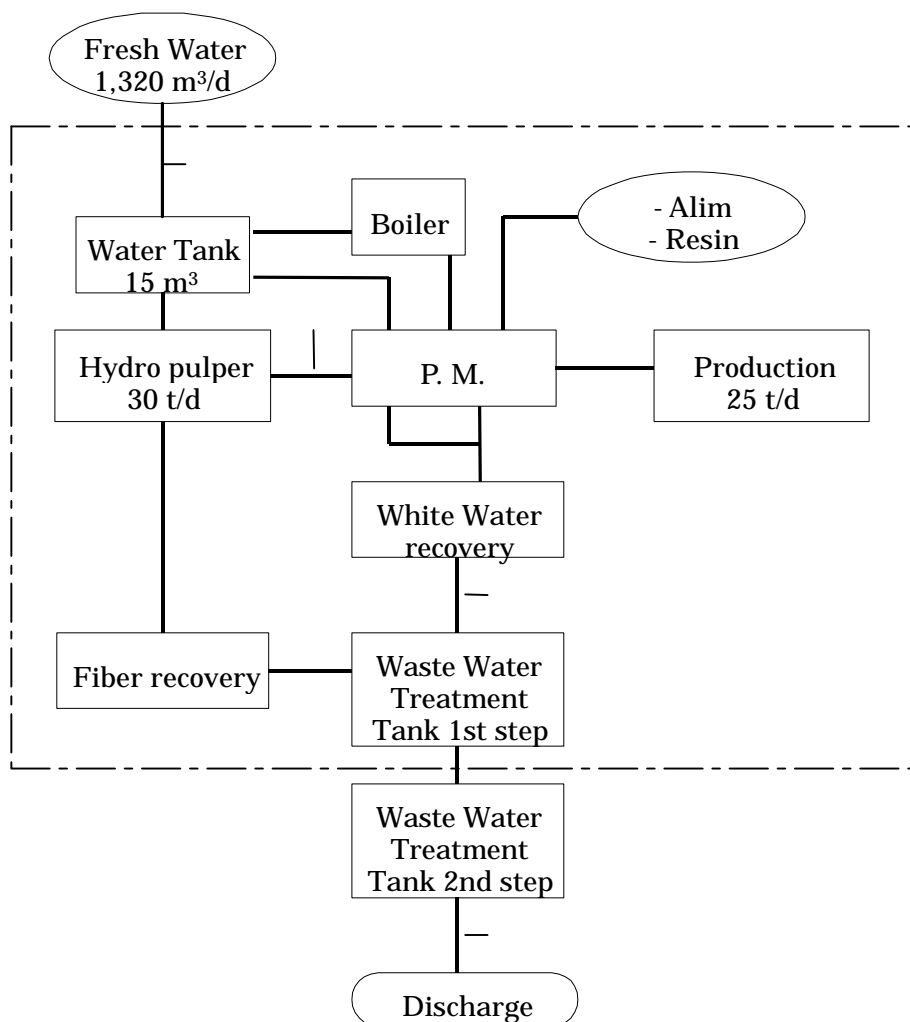 Fresh Water
1,320 m³/d
Boiler
- Alim
- Resin
Water Tank
15 m³
Hydro pulper
30 t/d
P. M.
Production
25 t/d
White Water
recovery
Fiber recovery
Waste Water
Treatment
Tank 1st step
Waste Water
Treatment
Tank 2nd step
Discharge